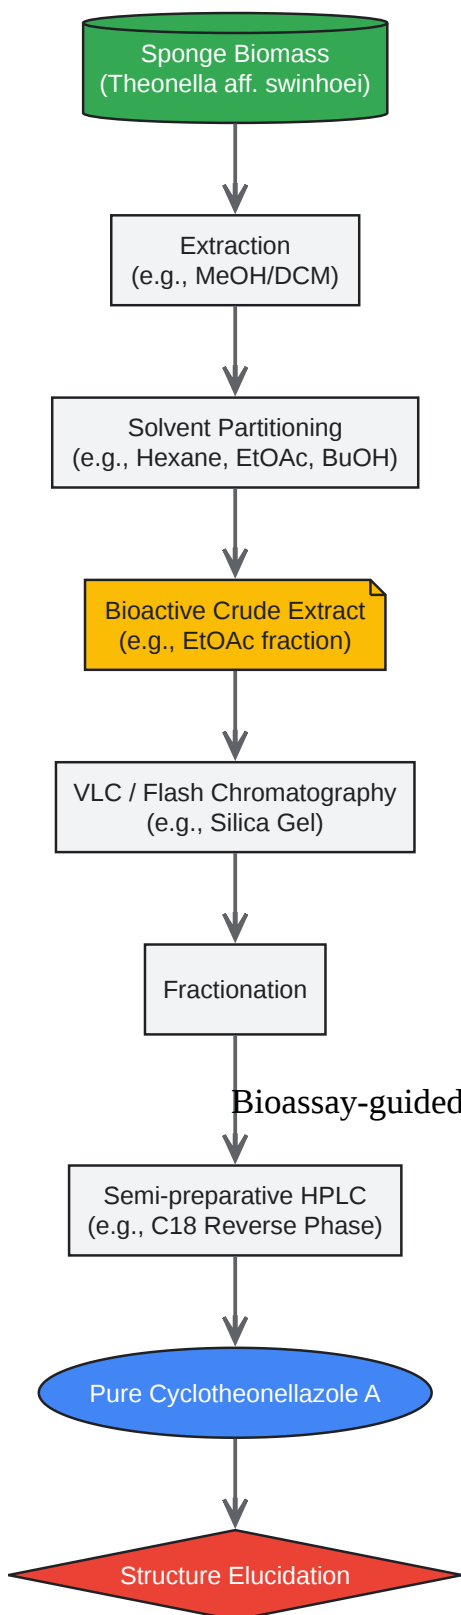 Sponge Biomass
(Theonella aff. swinhoei)
Extraction
(e.g., MeOH/DCM)
Solvent Partitioning
(e.g., Hexane, EtOAc, BuOH)
Bioactive Crude Extract
(e.g., EtOAc fraction)
VLC / Flash Chromatography
(e.g., Silica Gel)
Fractionation
Bioassay-guided
Semi-preparative HPLC
(e.g., C18 Reverse Phase)
Pure Cyclotheonellazole A
Structure Elucidation